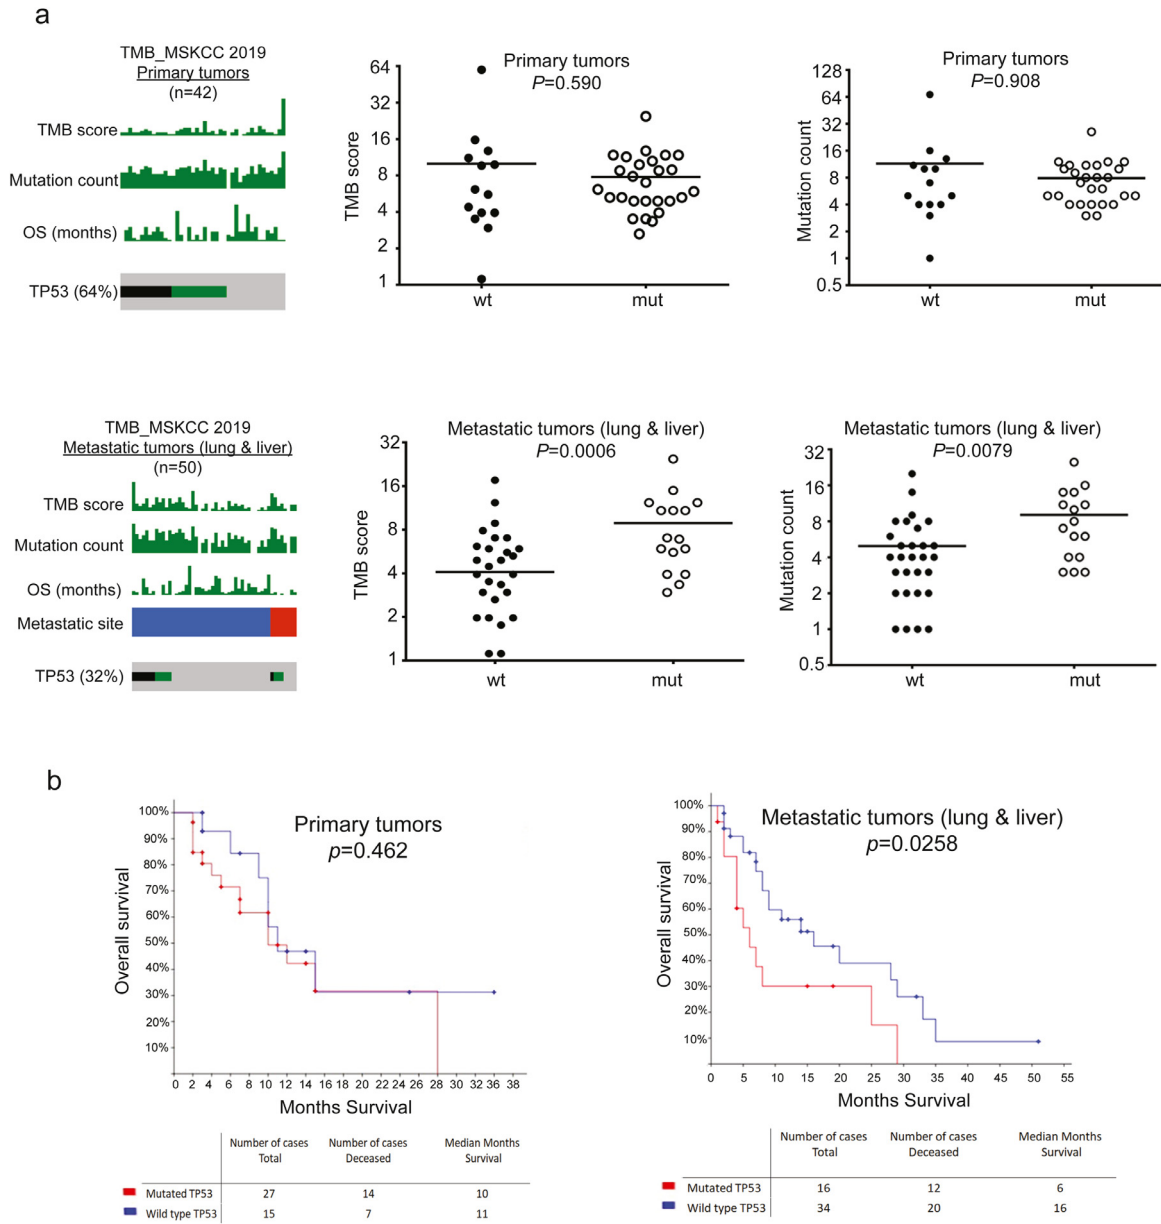 a
TMB_MSKCC 2019
Primary tumors
(n=42)
TMB score
Mutation count
OS (months)
TP53 (64%)
Primary tumors
P=0.590
64
32
16
8
4
2
1
TMB score
wt mut
Primary tumors
P=0.908
128
64
32
16
8
4
2
1
0.5
Mutation count
wt mut
TMB_MSKCC 2019
Metastatic tumors (lung & liver)
(n=50)
TMB score
Mutation count
OS (months)
Metastatic site
TP53 (32%)
Metastatic tumors (lung & liver)
P=0.0006
32
16
8
4
2
1
TMB score
wt mut
Metastatic tumors (lung & liver)
P=0.0079
32
16
8
4
2
1
0.5
Mutation count
wt mut
b
Primary tumors
p=0.462
100%
90%
80%
70%
60%
50%
40%
30%
20%
10%
Overall survival
0 2 4 6 8 10 12 14 16 18 20 22 24 26 28 30 32 34 36 38
Months Survival
Number of cases Total Number of cases Deceased Median Months Survival
Mutated TP53 27 14 10
Wild type TP53 15 7 11
Metastatic tumors (lung & liver)
p=0.0258
100%
90%
80%
70%
60%
50%
40%
30%
20%
10%
Overall survival
0 5 10 15 20 25 30 35 40 45 50 55
Months Survival
Number of cases Total Number of cases Deceased Median Months Survival
Mutated TP53 16 12 6
Wild type TP53 34 20 16